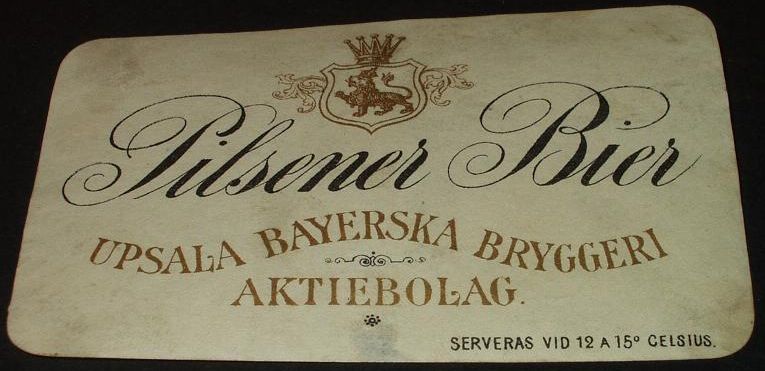 Pilsener Bier
UPSALA BAYERSKA BRYGGERI
AKTIEBOLAG.
SERVERAS VID 12 A 15° CELSIUS.